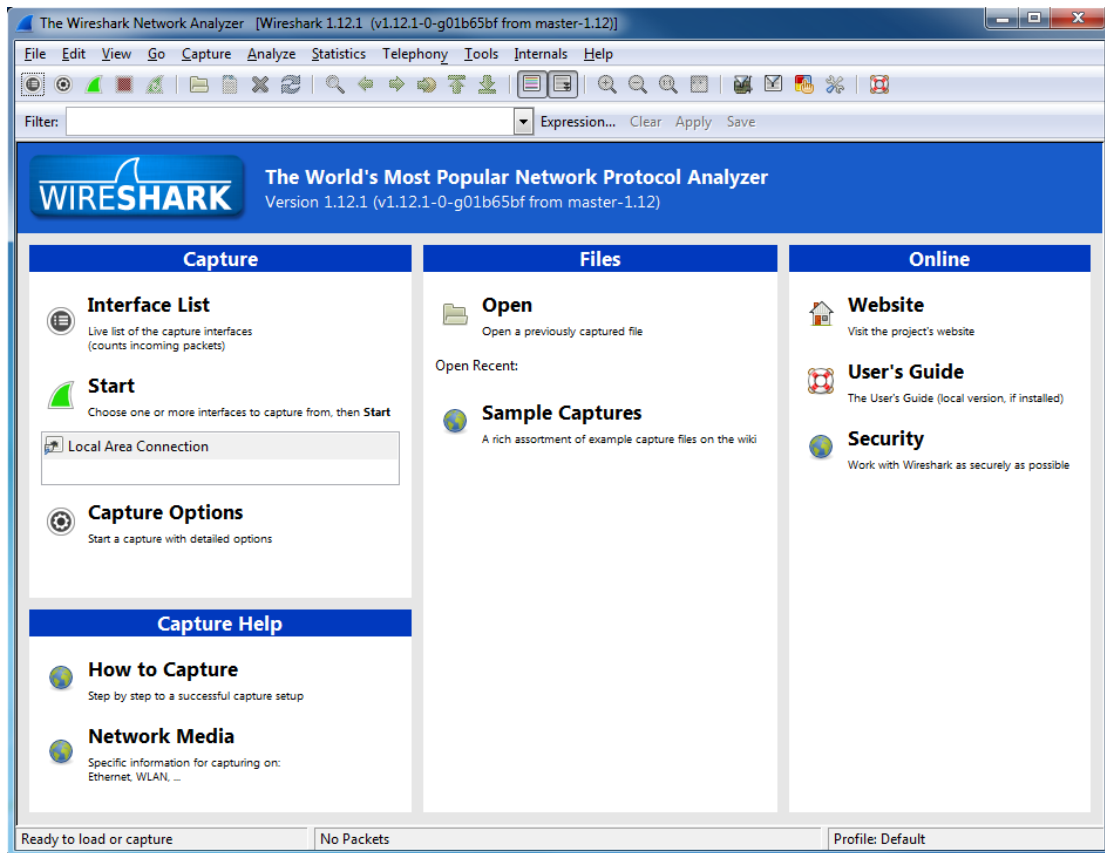 The Wireshark Network Analyzer [Wireshark 1.12.1 (v1.12.1-0-g01b65bf from master-1.12)]
File Edit View Go Capture Analyze Statistics Telephony Tools Internals Help
Filter: Expression... Clear Apply Save
WIRESHARK
The World's Most Popular Network Protocol Analyzer
Version 1.12.1 (v1.12.1-0-g01b65bf from master-1.12)
Capture
Interface List
Live list of the capture interfaces
(counts incoming packets)
Start
Choose one or more interfaces to capture from, then Start
Local Area Connection
Capture Options
Start a capture with detailed options
Capture Help
How to Capture
Step by step to a successful capture setup
Network Media
Specific information for capturing on:
Ethernet, WLAN, ...
Files
Open
Open a previously captured file
Open Recent:
Sample Captures
A rich assortment of example capture files on the wiki
Online
Website
Visit the project's website
User's Guide
The User's Guide (local version, if installed)
Security
Work with Wireshark as securely as possible
Ready to load or capture
No Packets
Profile: Default